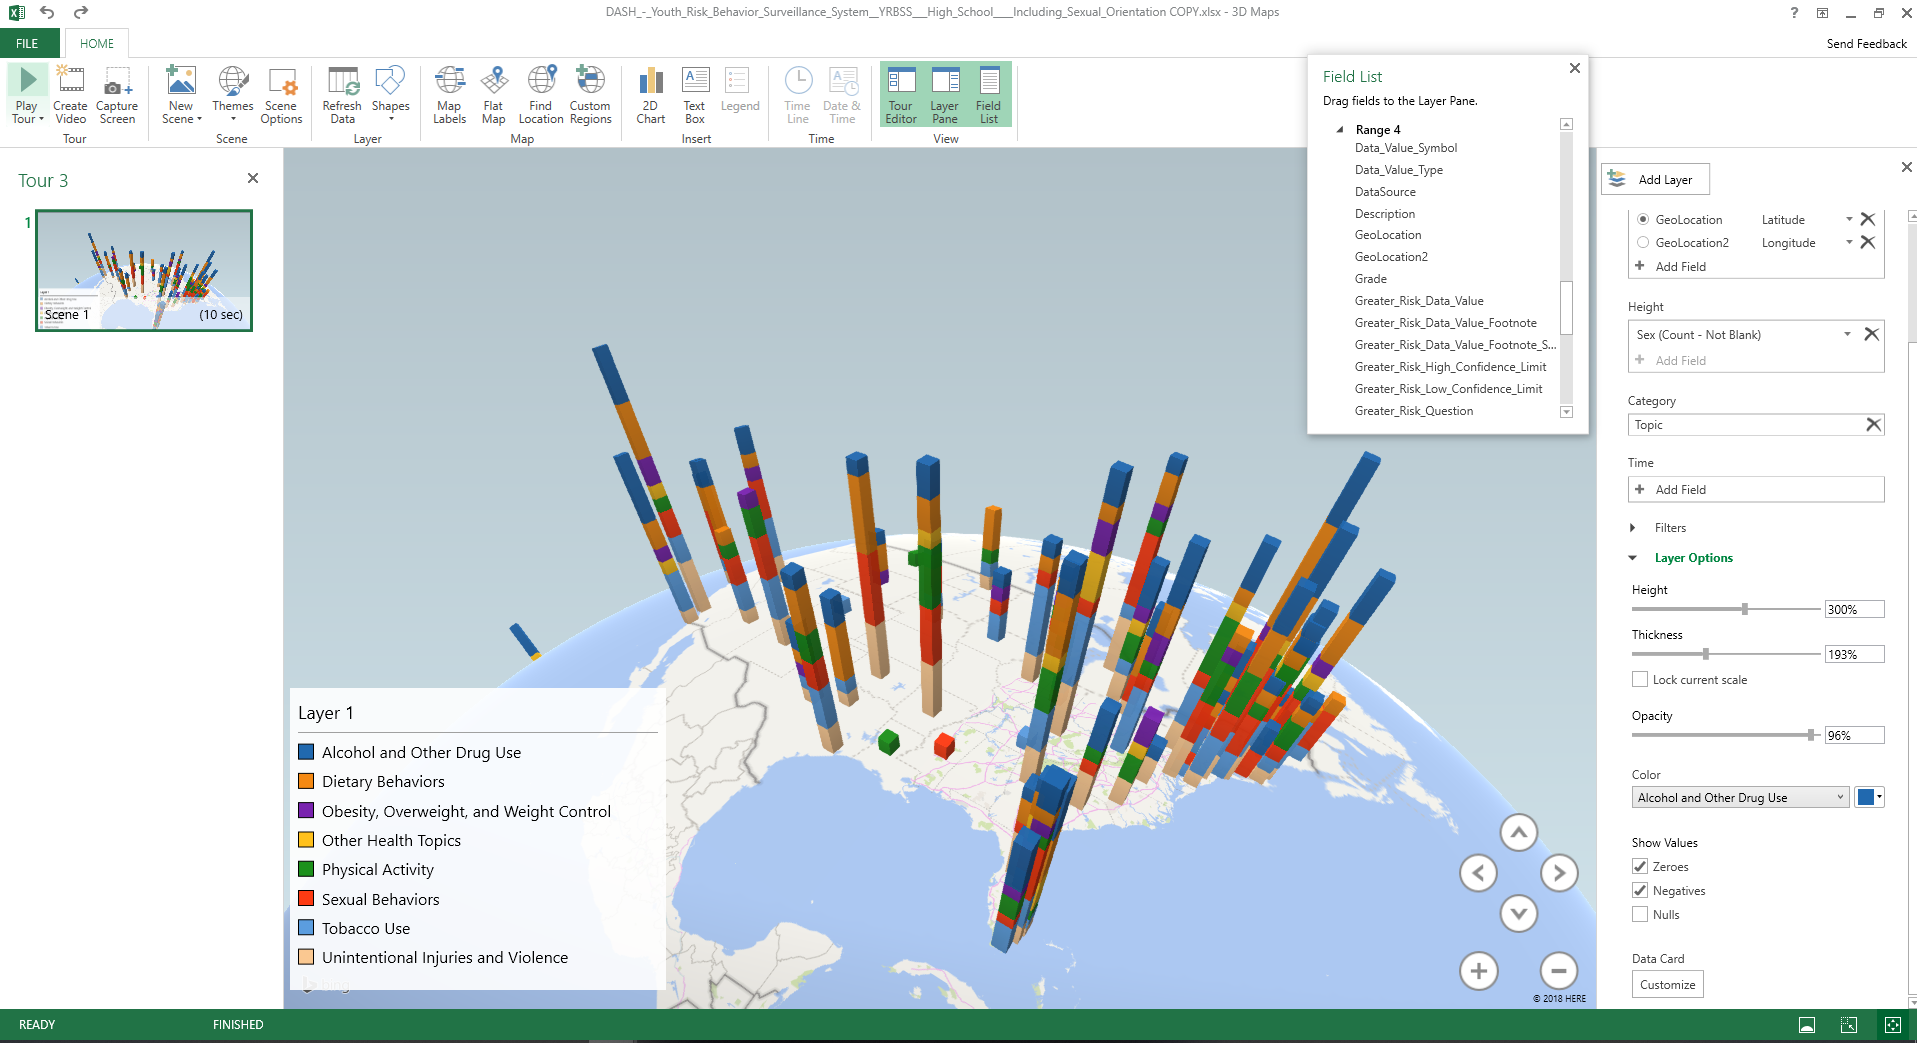 DASH_-_Youth_Risk_Behavior_Surveillance_System__YRBSS___High_School____Including_Sexual_Orientation COPY.xlsx - 3D Maps
FILE
HOME
Send Feedback
Play Tour
Create Video
Capture Screen
Tour
New Scene
Themes
Scene Options
Scene
Refresh Data
Shapes
Layer
Map Labels
Flat Map
Find Location
Custom Regions
Map
2D Chart
Text Box
Legend
Insert
Time Line
Date & Time
Time
Tour Editor
Layer Pane
Field List
View
Tour 3
1
Scene 1 (10 sec)
Layer 1
Alcohol and Other Drug Use
Dietary Behaviors
Obesity, Overweight, and Weight Control
Other Health Topics
Physical Activity
Sexual Behaviors
Tobacco Use
Unintentional Injuries and Violence
bing
© 2018 HERE
Field List
Drag fields to the Layer Pane.
Range 4
Data_Value_Symbol
Data_Value_Type
DataSource
Description
GeoLocation
GeoLocation2
Grade
Greater_Risk_Data_Value
Greater_Risk_Data_Value_Footnote
Greater_Risk_Data_Value_Footnote_S...
Greater_Risk_High_Confidence_Limit
Greater_Risk_Low_Confidence_Limit
Greater_Risk_Question
Add Layer
GeoLocation Latitude
GeoLocation2 Longitude
Add Field
Height
Sex (Count - Not Blank)
Add Field
Category
Topic
Time
Add Field
Filters
Layer Options
Height
300%
Thickness
193%
Lock current scale
Opacity
96%
Color
Alcohol and Other Drug Use
Show Values
Zeroes
Negatives
Nulls
Data Card
Customize
READY
FINISHED